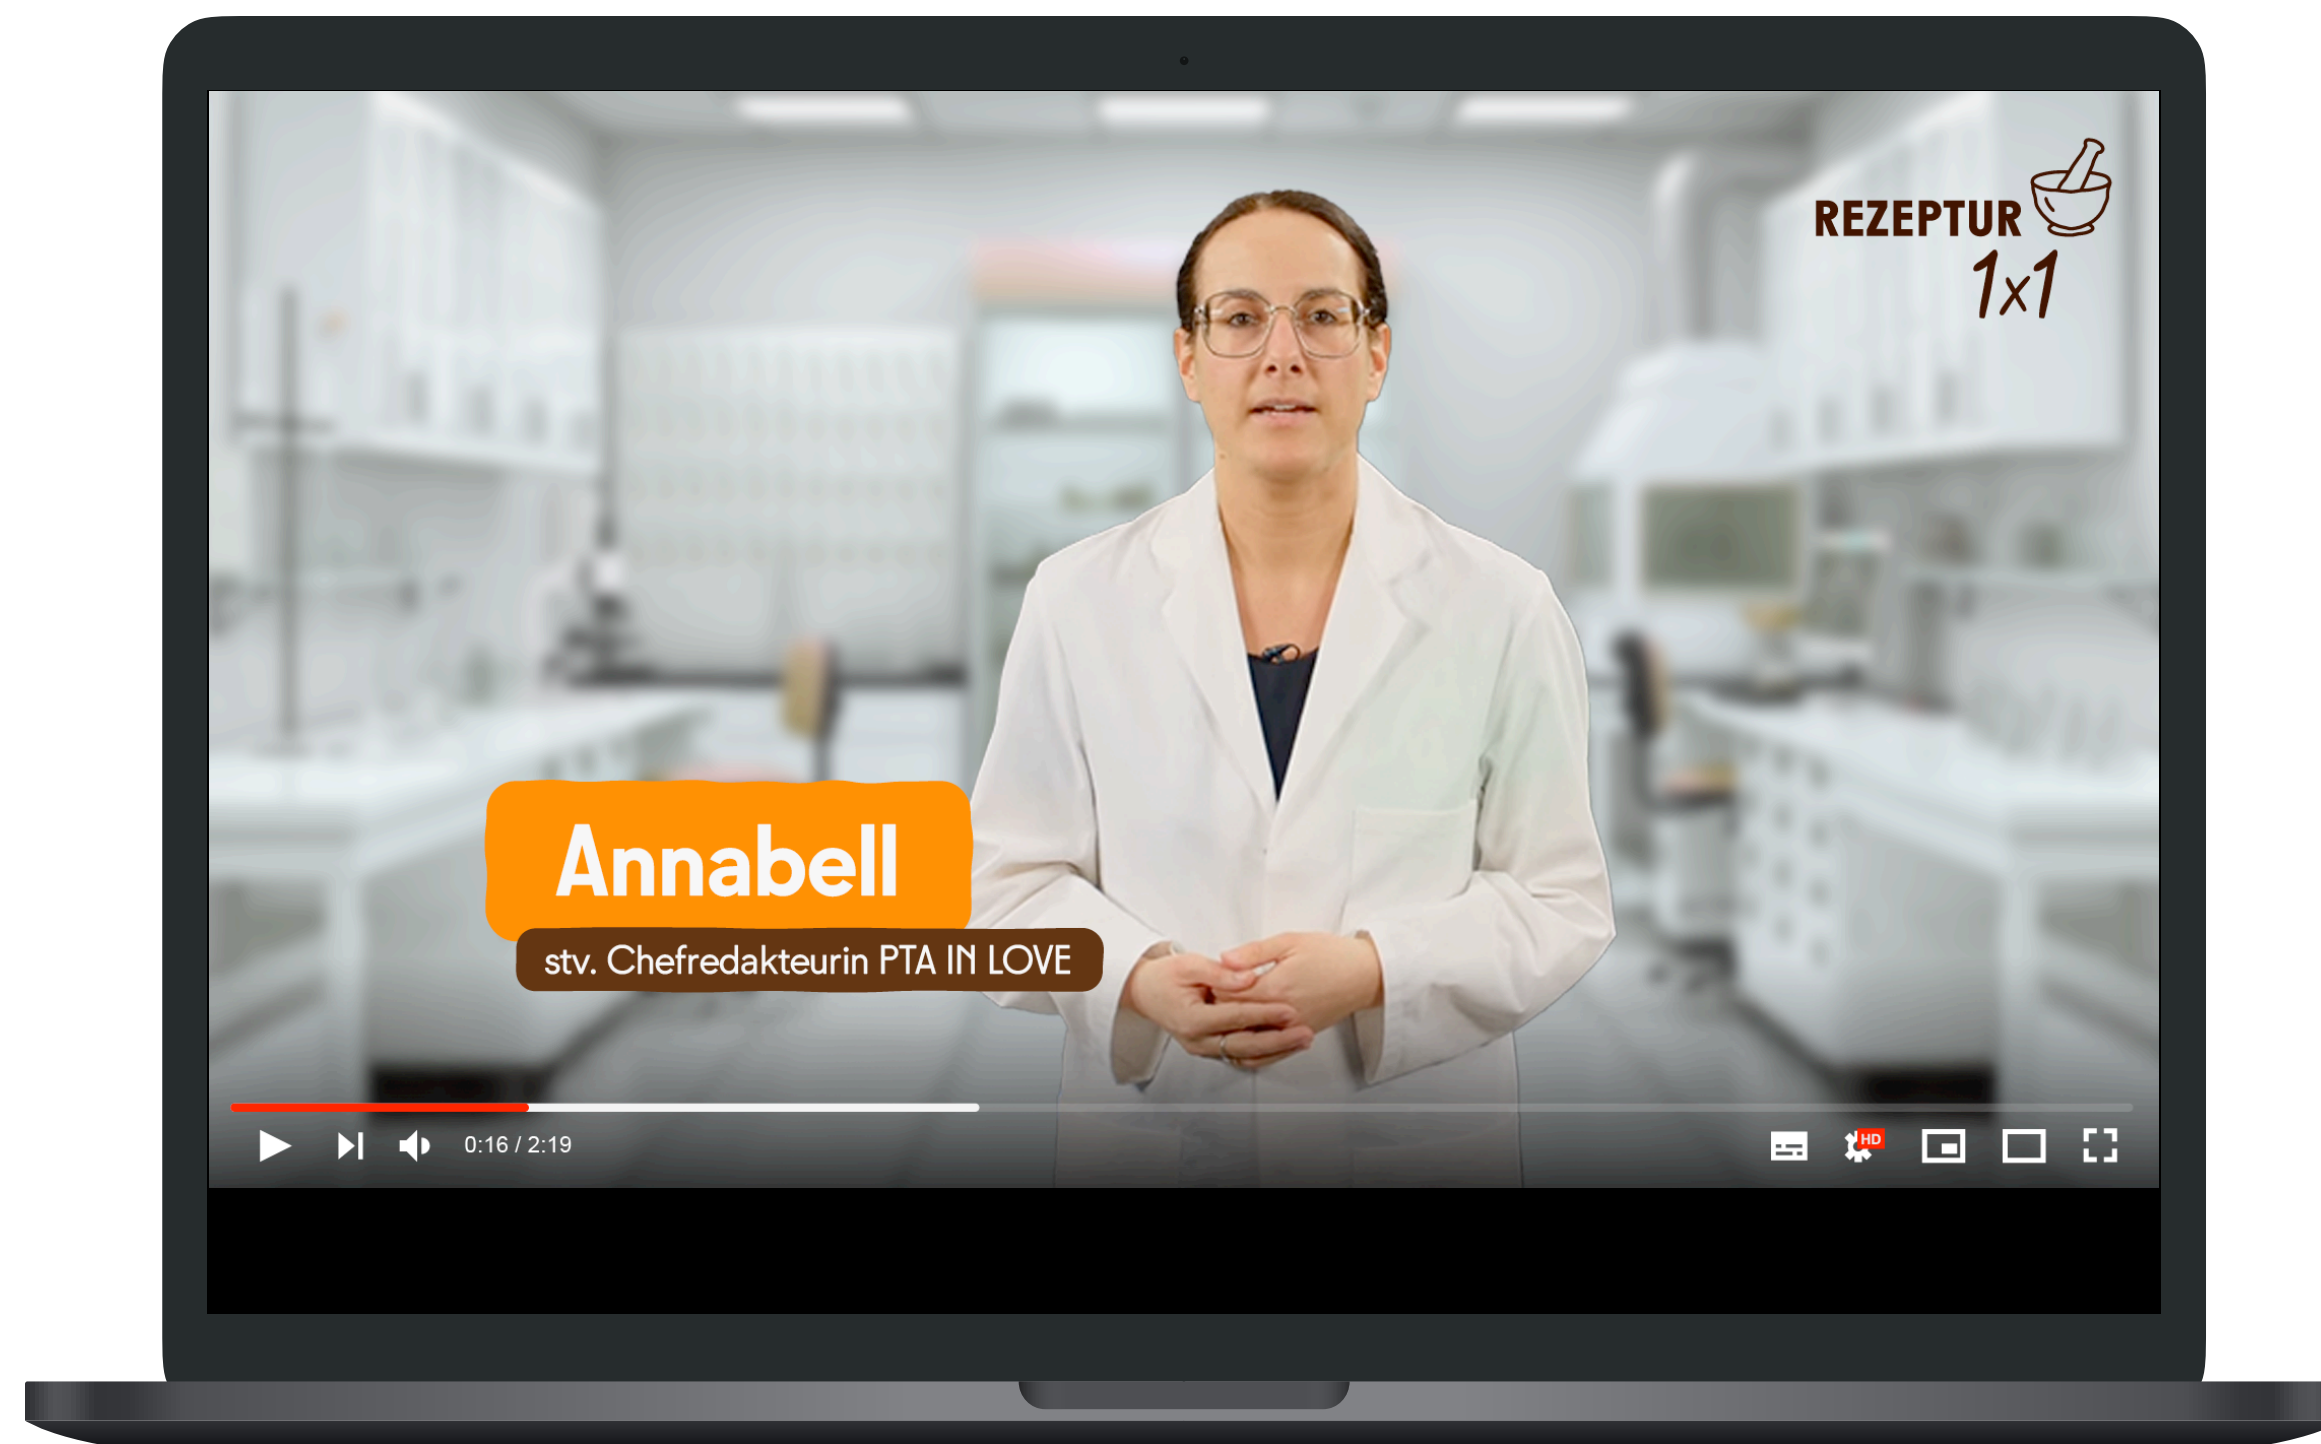 REZEPTUR
1x1
Annabell
stv. Chefredakteurin PTA IN LOVE
0:16 / 2:19
HD